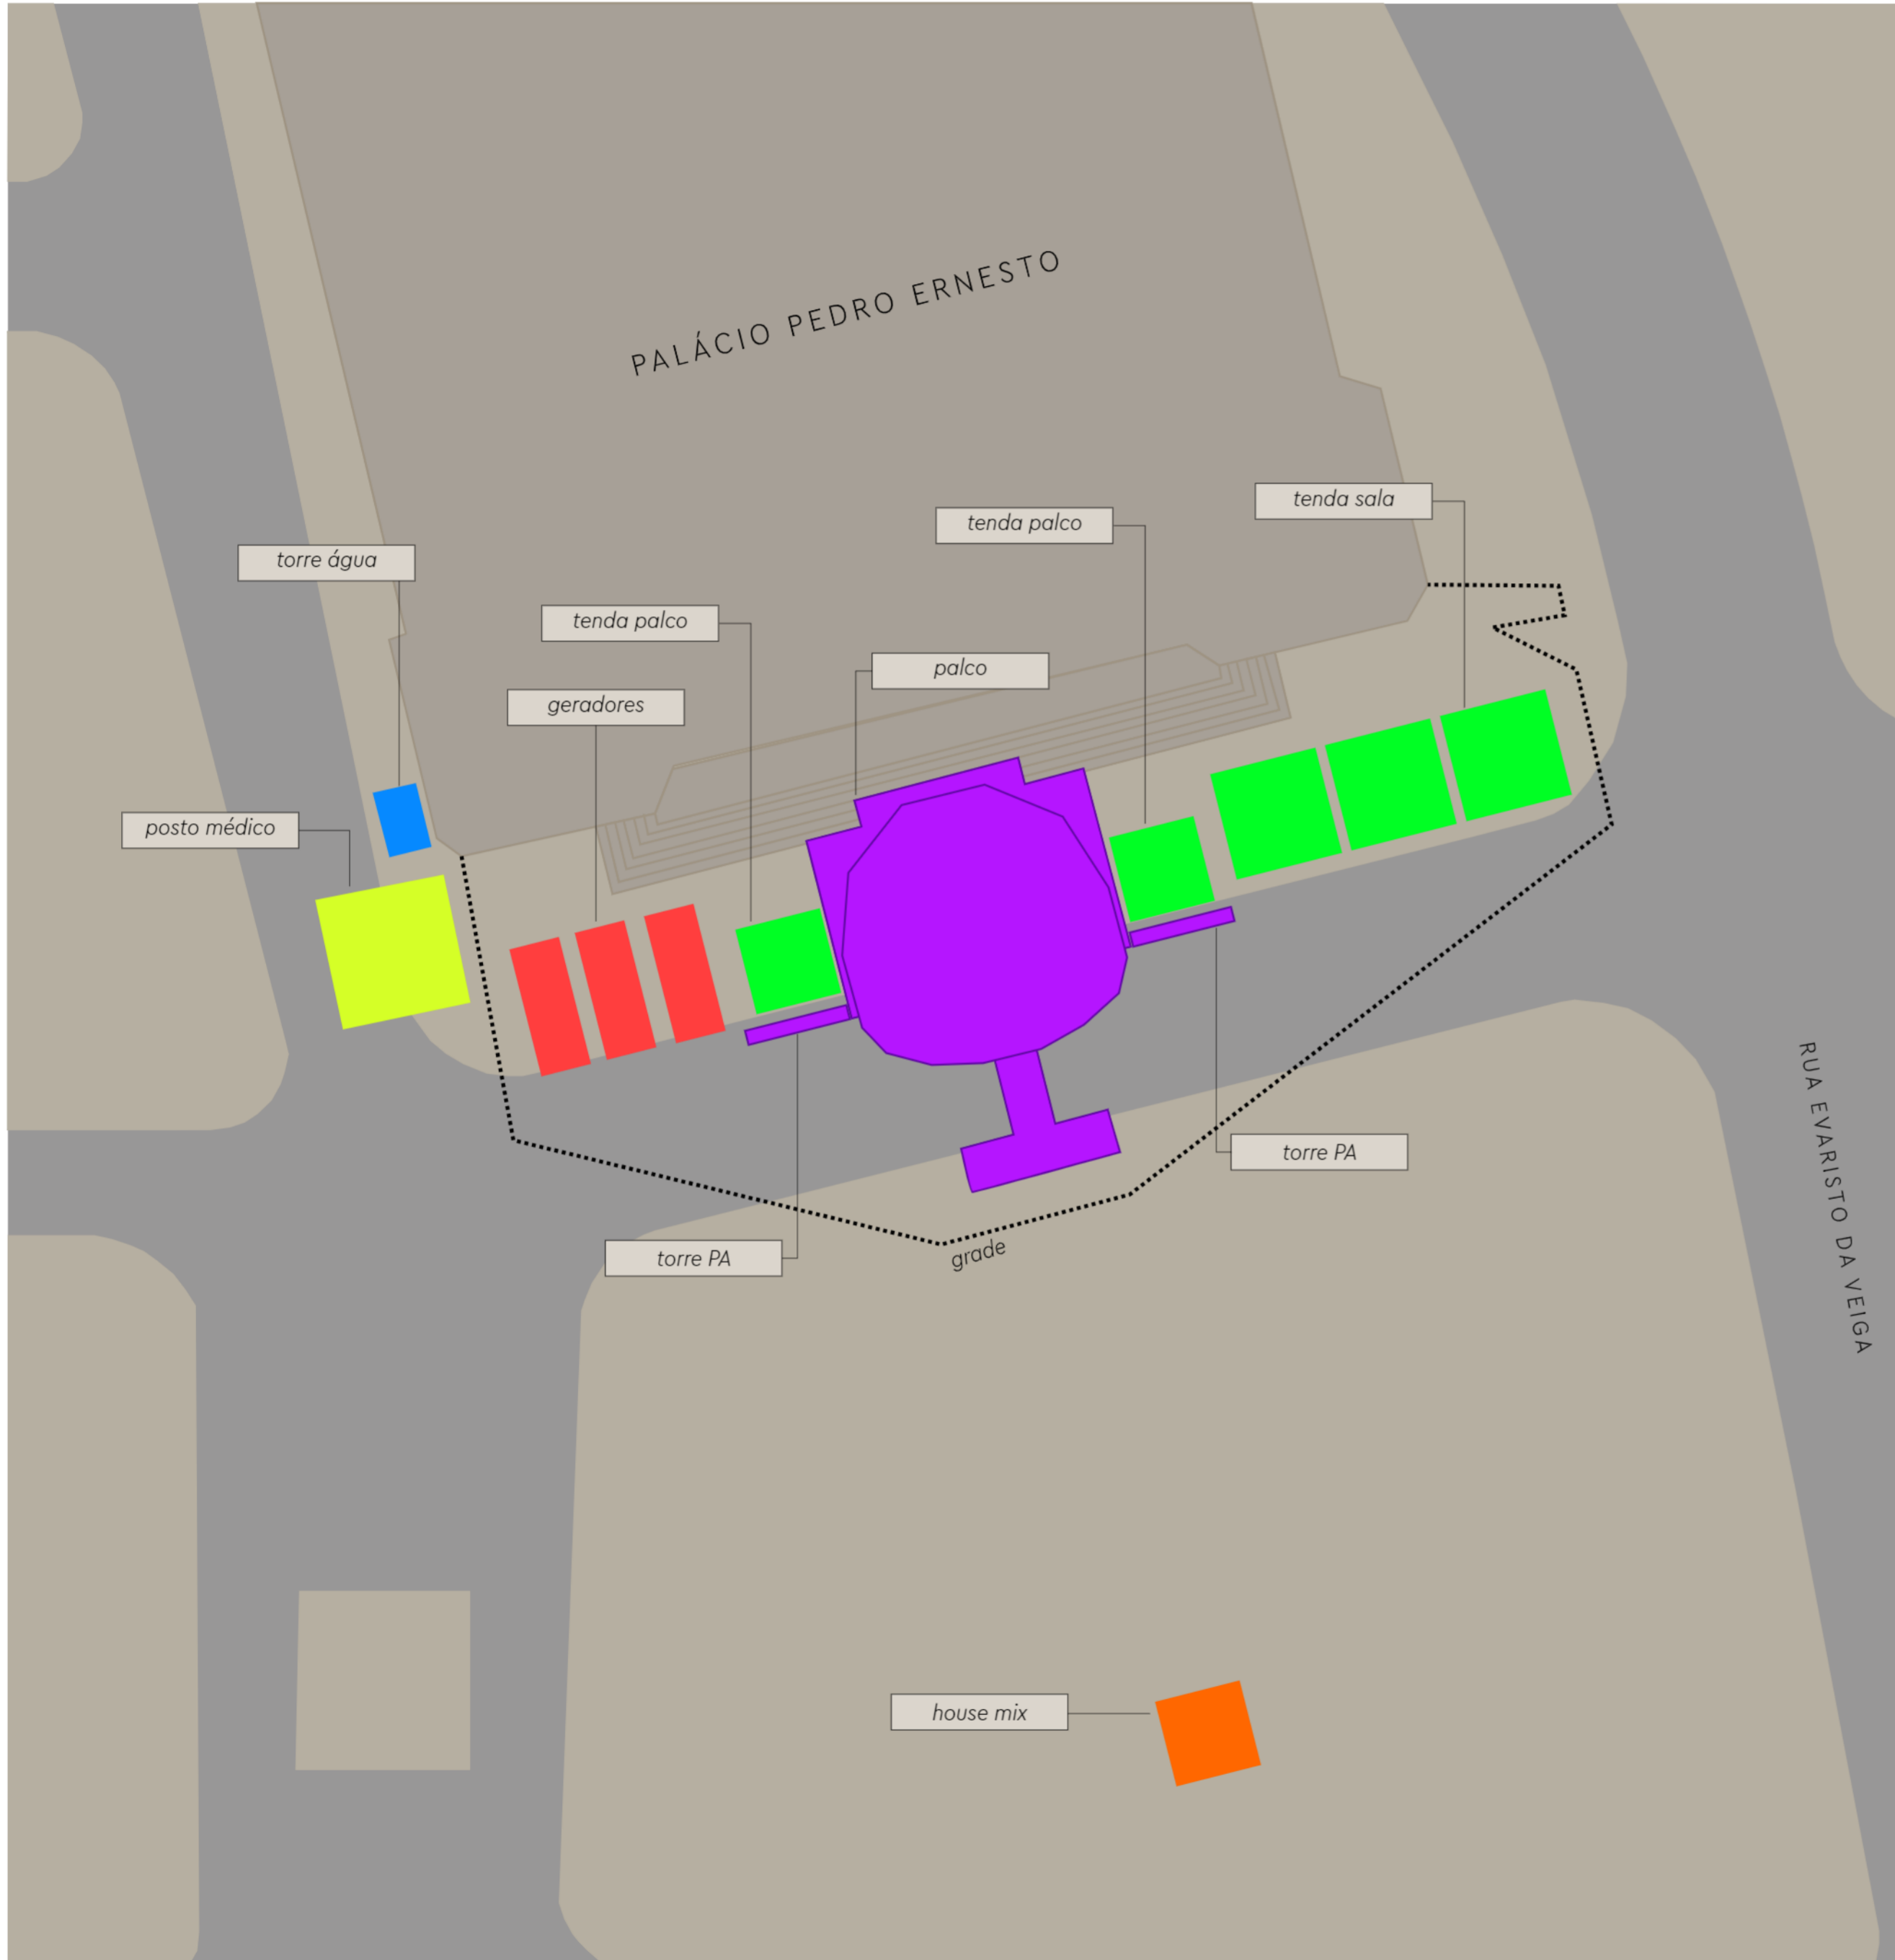 PALÁCIO PEDRO ERNESTO
tenda sala
tenda palco
torre água
tenda palco
palco
geradores
posto médico
torre PA
torre PA
grade
RUA EVARISTO DA VEIGA
house mix